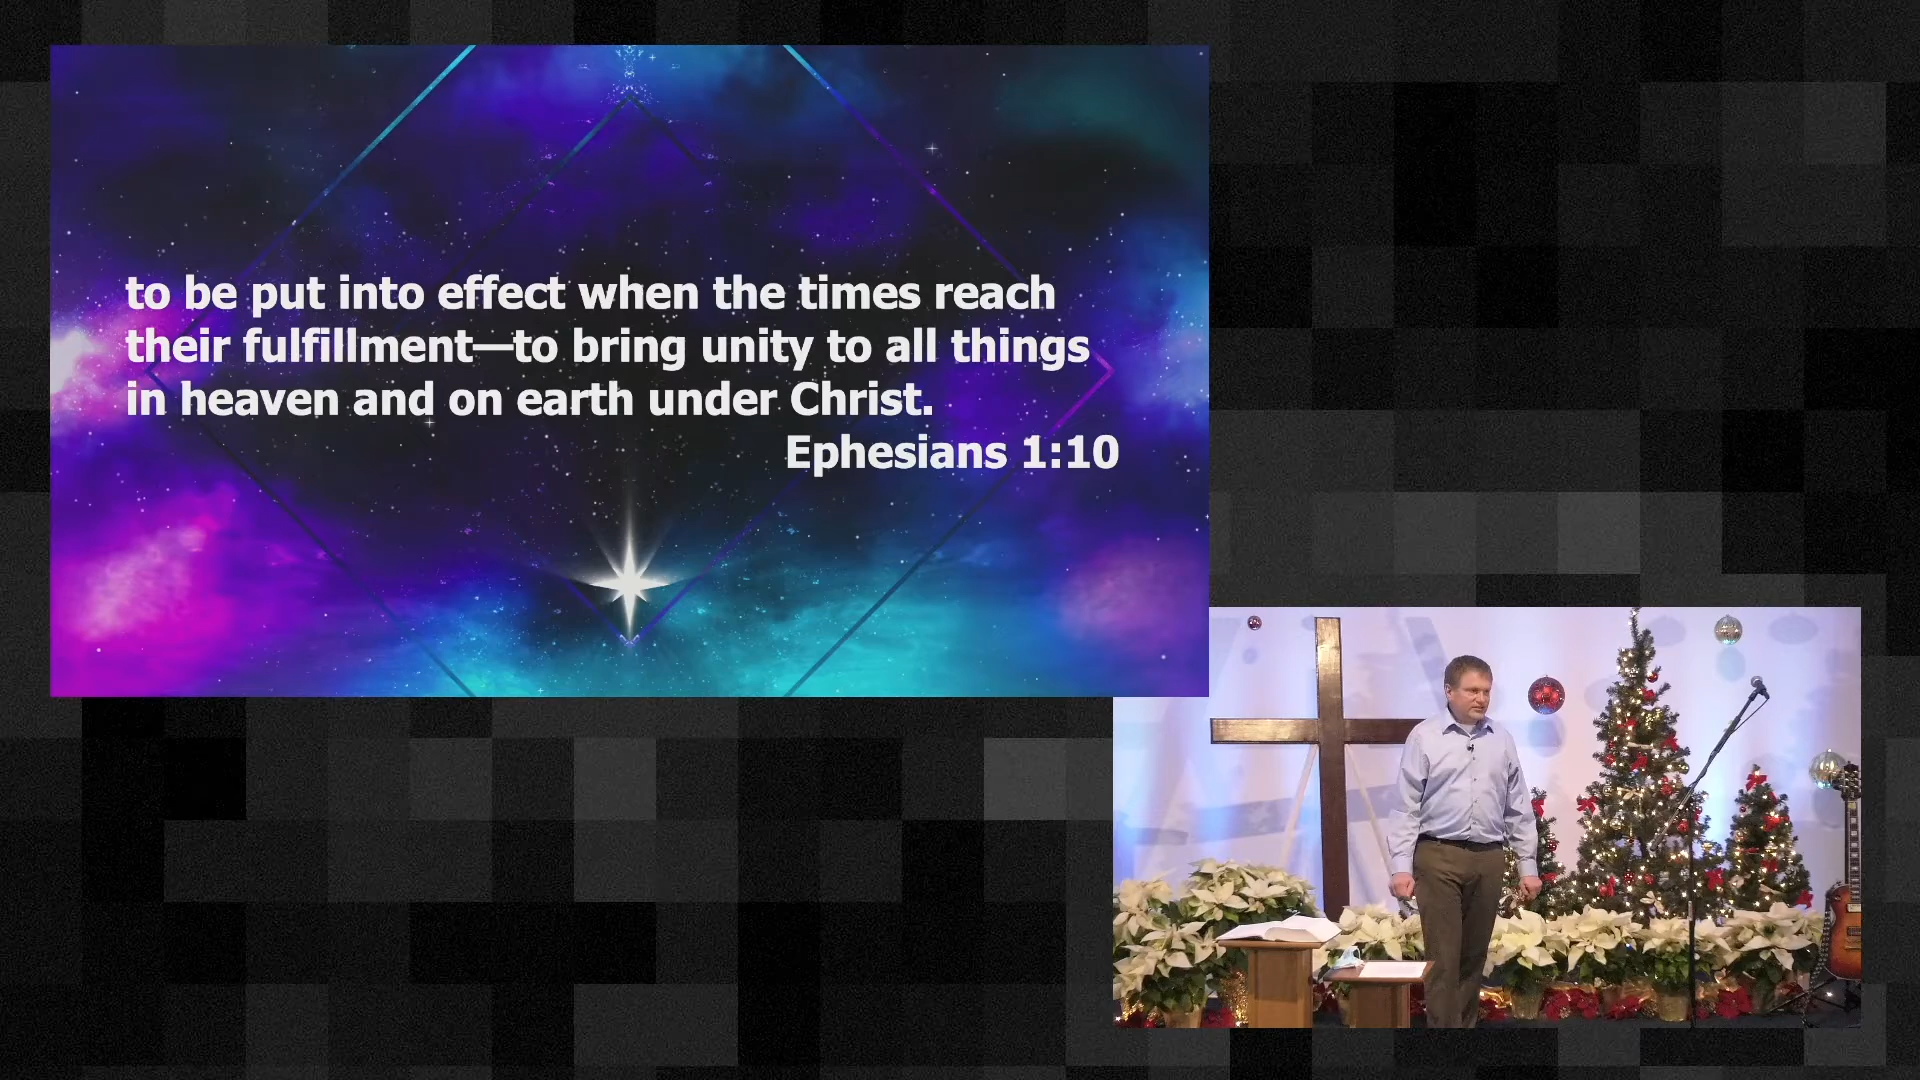 to be put into effect when the times reach
their fulfillment—to bring unity to all things
in heaven and on earth under Christ.
Ephesians 1:10